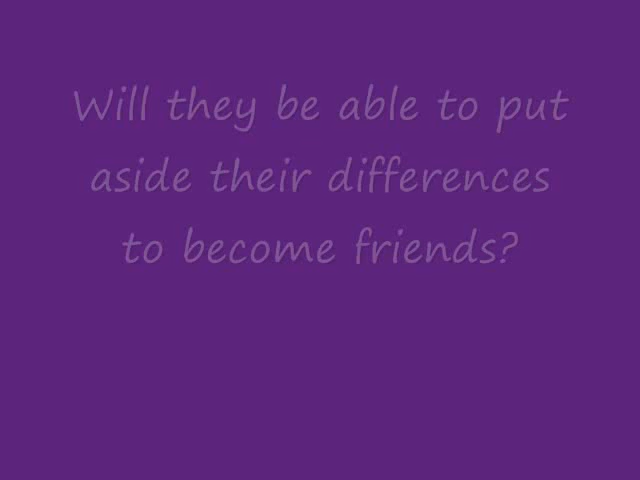 Will they be able to put
aside their differences
to become friends?